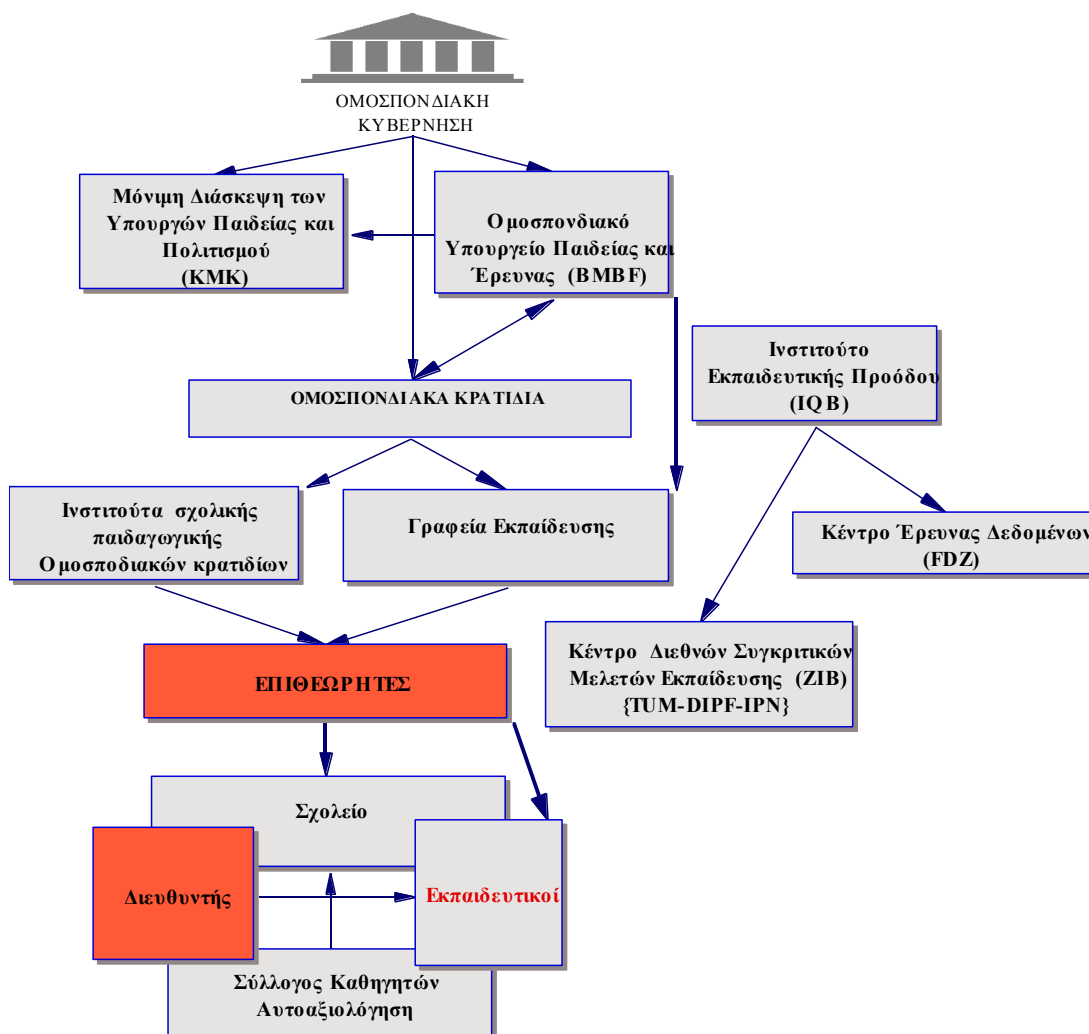 ΟΜΟΣΠΟΝΔΙΑΚΗ
ΚΥΒΕΡΝΗΣΗ
Μόνιμη Διάσκεψη των
Υπουργών Παιδείας και
Πολιτισμού
(KMK)
Ομοσπονδιακό
Υπουργείο Παιδείας και
Έρευνας (BMBF)
Ινστιτούτο
Εκπαιδευτικής Προόδου
(IQB)
ΟΜΟΣΠΟΝΔΙΑΚΑ ΚΡΑΤΙΔΙΑ
Ινστιτούτα σχολικής
παιδαγωγικής
Ομοσποδιακών κρατιδίων
Γραφεία Εκπαίδευσης
Κέντρο Έρευνας Δεδομένων
(FDZ)
Κέντρο Διεθνών Συγκριτικών
Μελετών Εκπαίδευσης (ZIB)
{TUM-DIPF-IPN}
ΕΠΙΘΕΩΡΗΤΕΣ
Σχολείο
Διευθυντής
Εκπαιδευτικοί
Σύλλογος Καθηγητών
Αυτοαξιολόγηση